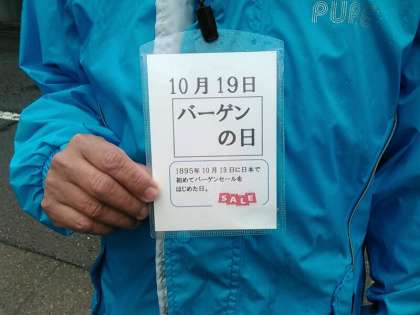 PURE
10月19日
バーゲン
の日
1895年10月19日に日本で
初めてバーゲンセールを
はじめた日。
SALE